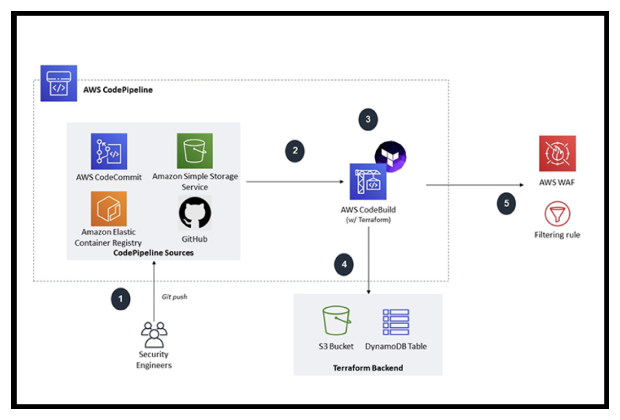 AWS CodePipeline
3
AWS CodeCommit
Amazon Simple Storage
Service
2
Amazon Elastic
Container Registry
GitHub
CodePipeline Sources
AWS CodeBuild
(w/ Terraform)
AWS WAF
5
Filtering rule
4
1
Git push
Security
Engineers
S3 Bucket
DynamoDB Table
Terraform Backend